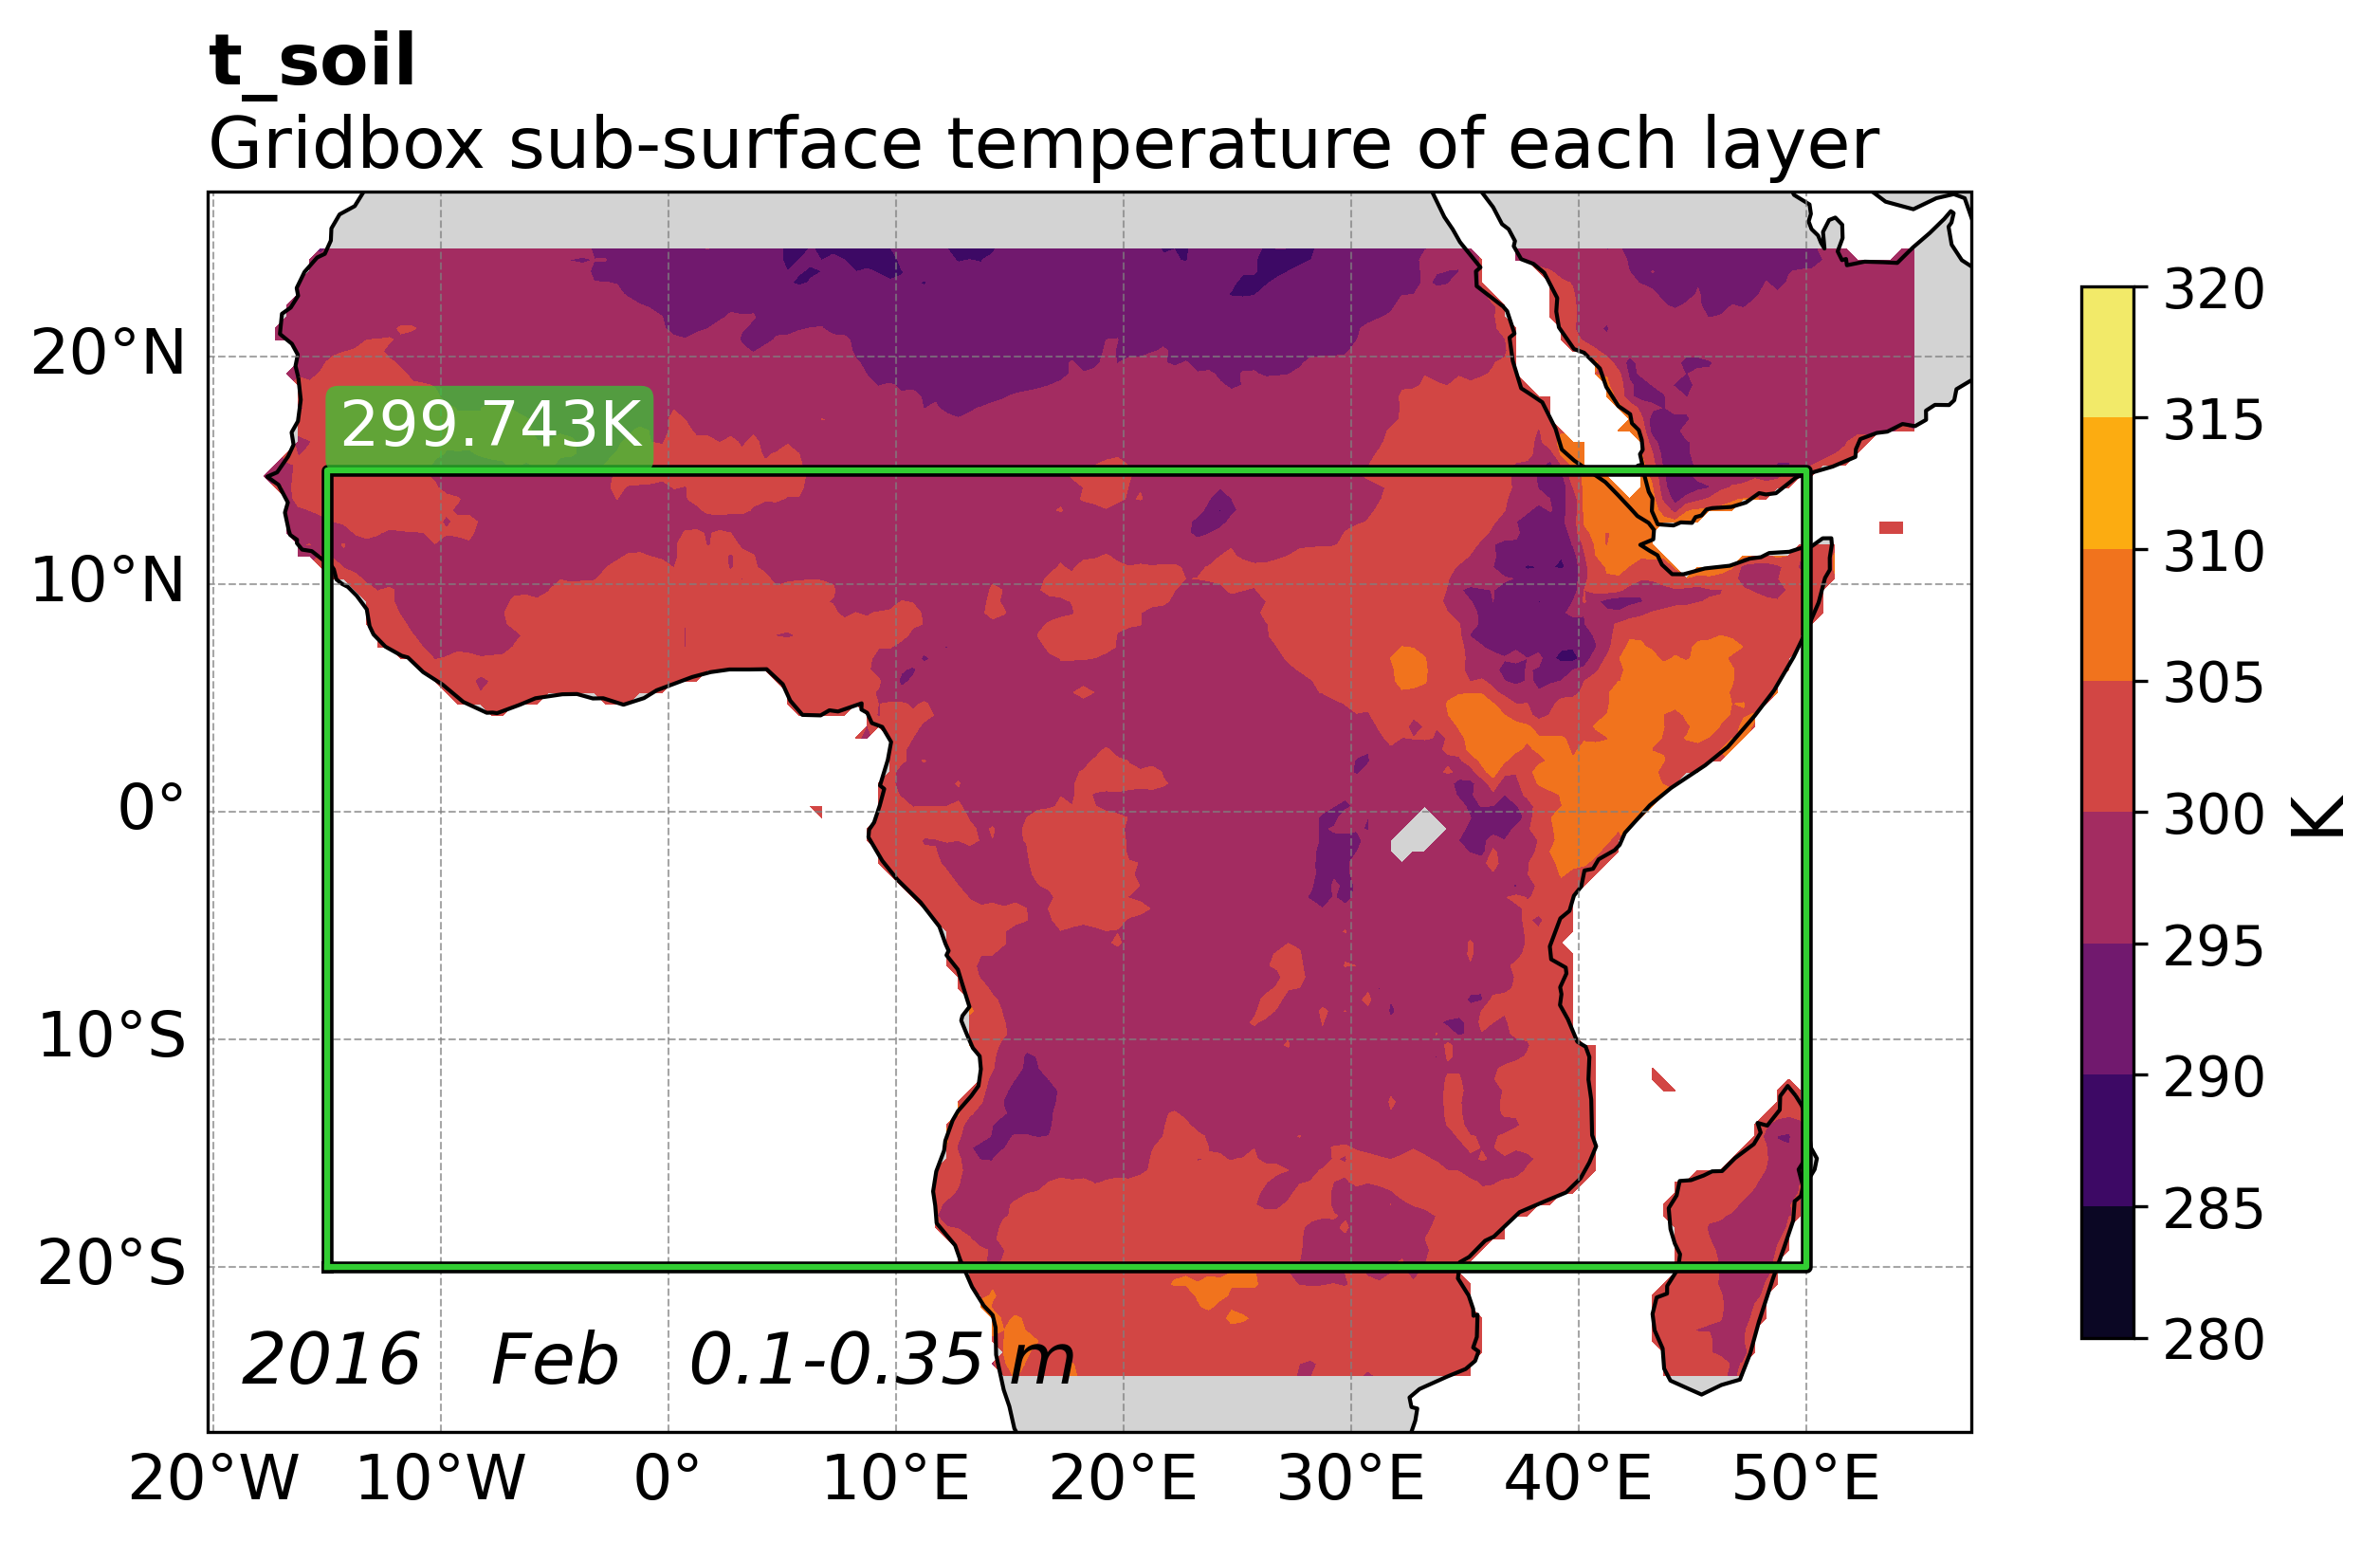 t_soil
Gridbox sub-surface temperature of each layer
320
20°N
299.743K
315
310
10°N
305
0°
300
K
295
10°S
290
285
20°S
280
2016 Feb 0.1-0.35 m
20°W 10°W 0° 10°E 20°E 30°E 40°E 50°E